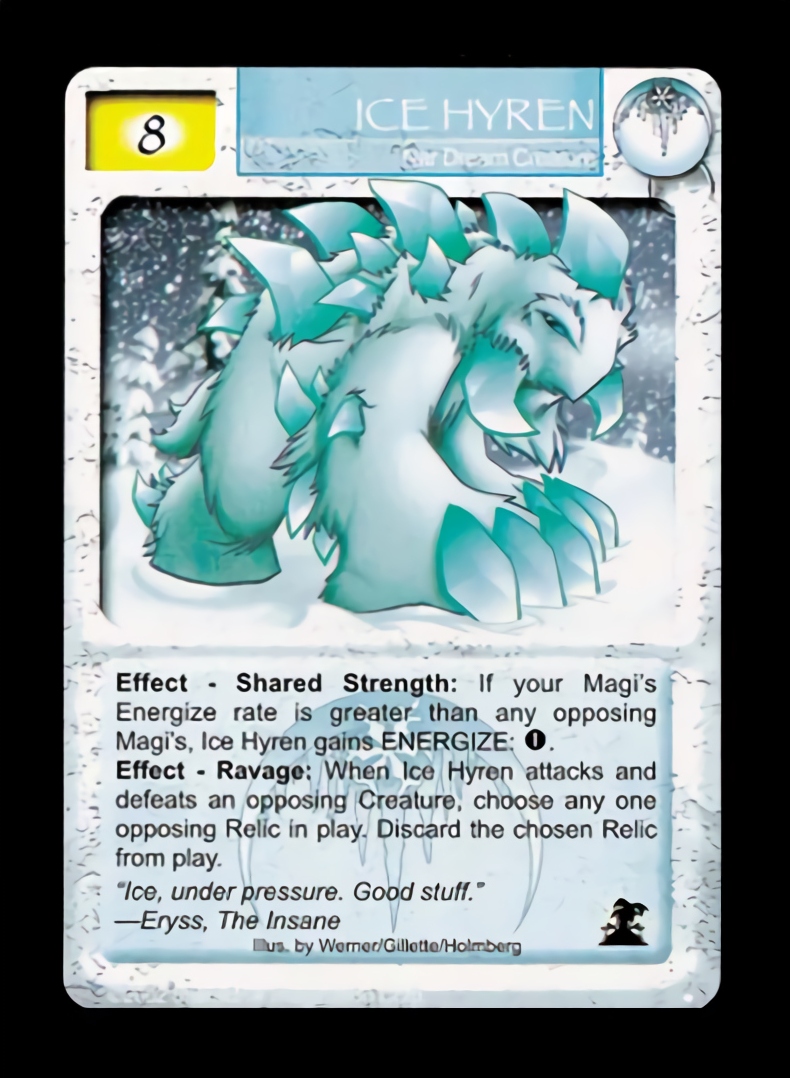 8
ICE HYREN
Dream Creature
Effect - Shared Strength: If your Magi's
Energize rate is greater than any opposing
Magi's, Ice Hyren gains ENERGIZE: 1.
Effect - Ravage: When Ice Hyren attacks and
defeats an opposing Creature, choose any one
opposing Relic in play. Discard the chosen Relic
from play.
"Ice, under pressure. Good stuff."
—Eryss, The Insane
Illus. by Werner/Gillette/Holmberg